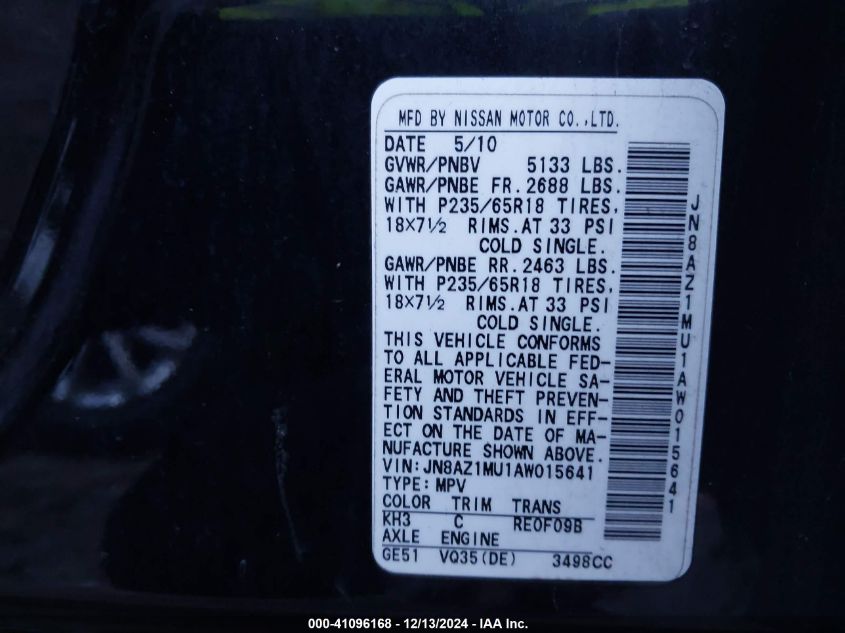 MFD BY NISSAN MOTOR CO.,LTD.
DATE 5/10
GVWR/PNBV 5133 LBS.
GAWR/PNBE FR. 2688 LBS.
WITH P235/65R18 TIRES,
18X7½ RIMS.AT 33 PSI
COLD SINGLE.
GAWR/PNBE RR. 2463 LBS.
WITH P235/65R18 TIRES,
18X7½ RIMS.AT 33 PSI
COLD SINGLE.
THIS VEHICLE CONFORMS
TO ALL APPLICABLE FED-
ERAL MOTOR VEHICLE SA-
FETY AND THEFT PREVEN-
TION STANDARDS IN EFF-
ECT ON THE DATE OF MA-
NUFACTURE SHOWN ABOVE.
VIN:JN8AZ1MU1AW015641
TYPE:MPV
COLOR TRIM TRANS
KH3 C RE0F09B
AXLE ENGINE
GE51 VQ35(DE) 3498CC
JN8AZ1MU1AW015641
000-41096168 - 12/13/2024 - IAA Inc.